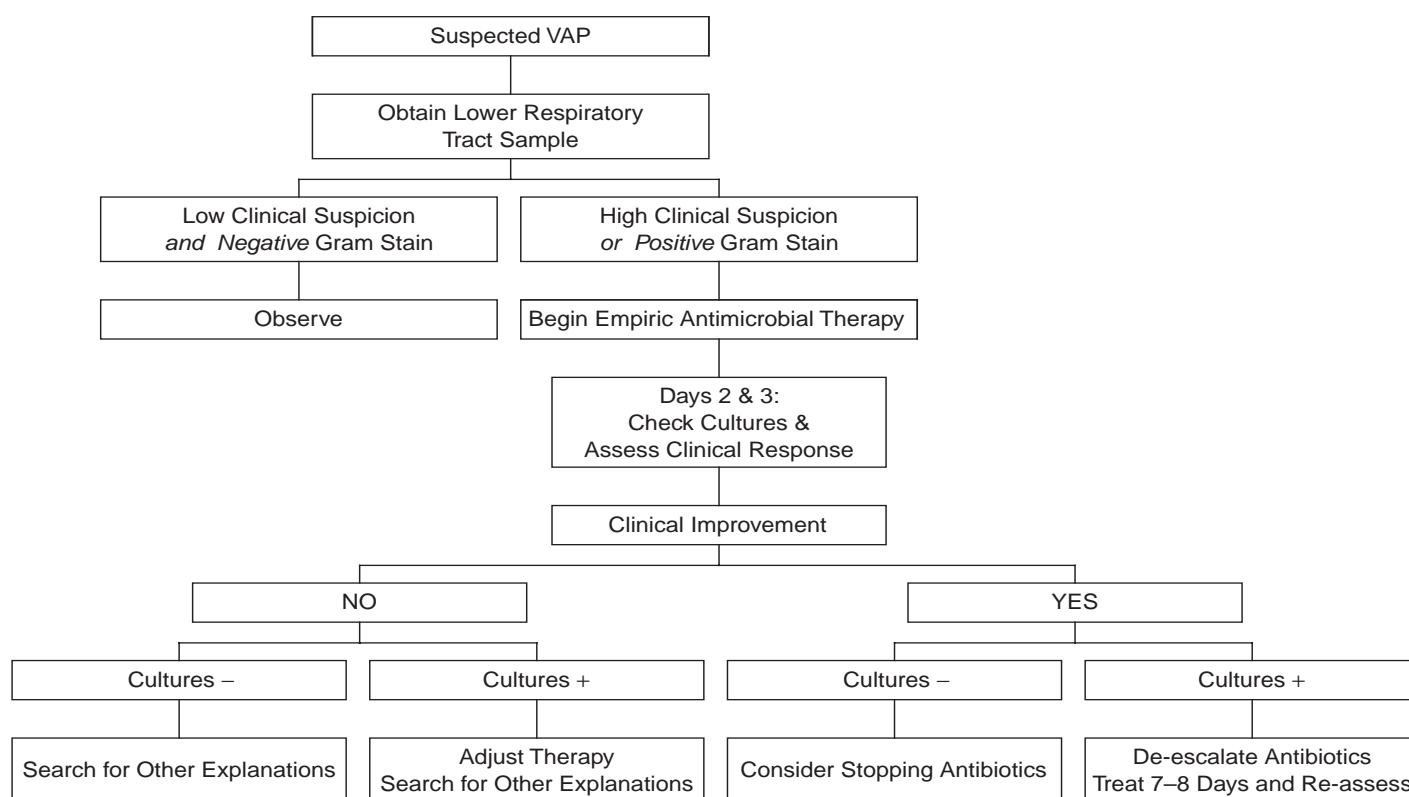 Suspected VAP
Obtain Lower Respiratory
Tract Sample
Low Clinical Suspicion
and Negative Gram Stain
High Clinical Suspicion
or Positive Gram Stain
Observe
Begin Empiric Antimicrobial Therapy
Days 2 & 3:
Check Cultures &
Assess Clinical Response
Clinical Improvement
NO
YES
Cultures –
Cultures +
Cultures –
Cultures +
Search for Other Explanations
Adjust Therapy
Search for Other Explanations
Consider Stopping Antibiotics
De-escalate Antibiotics
Treat 7–8 Days and Re-assess